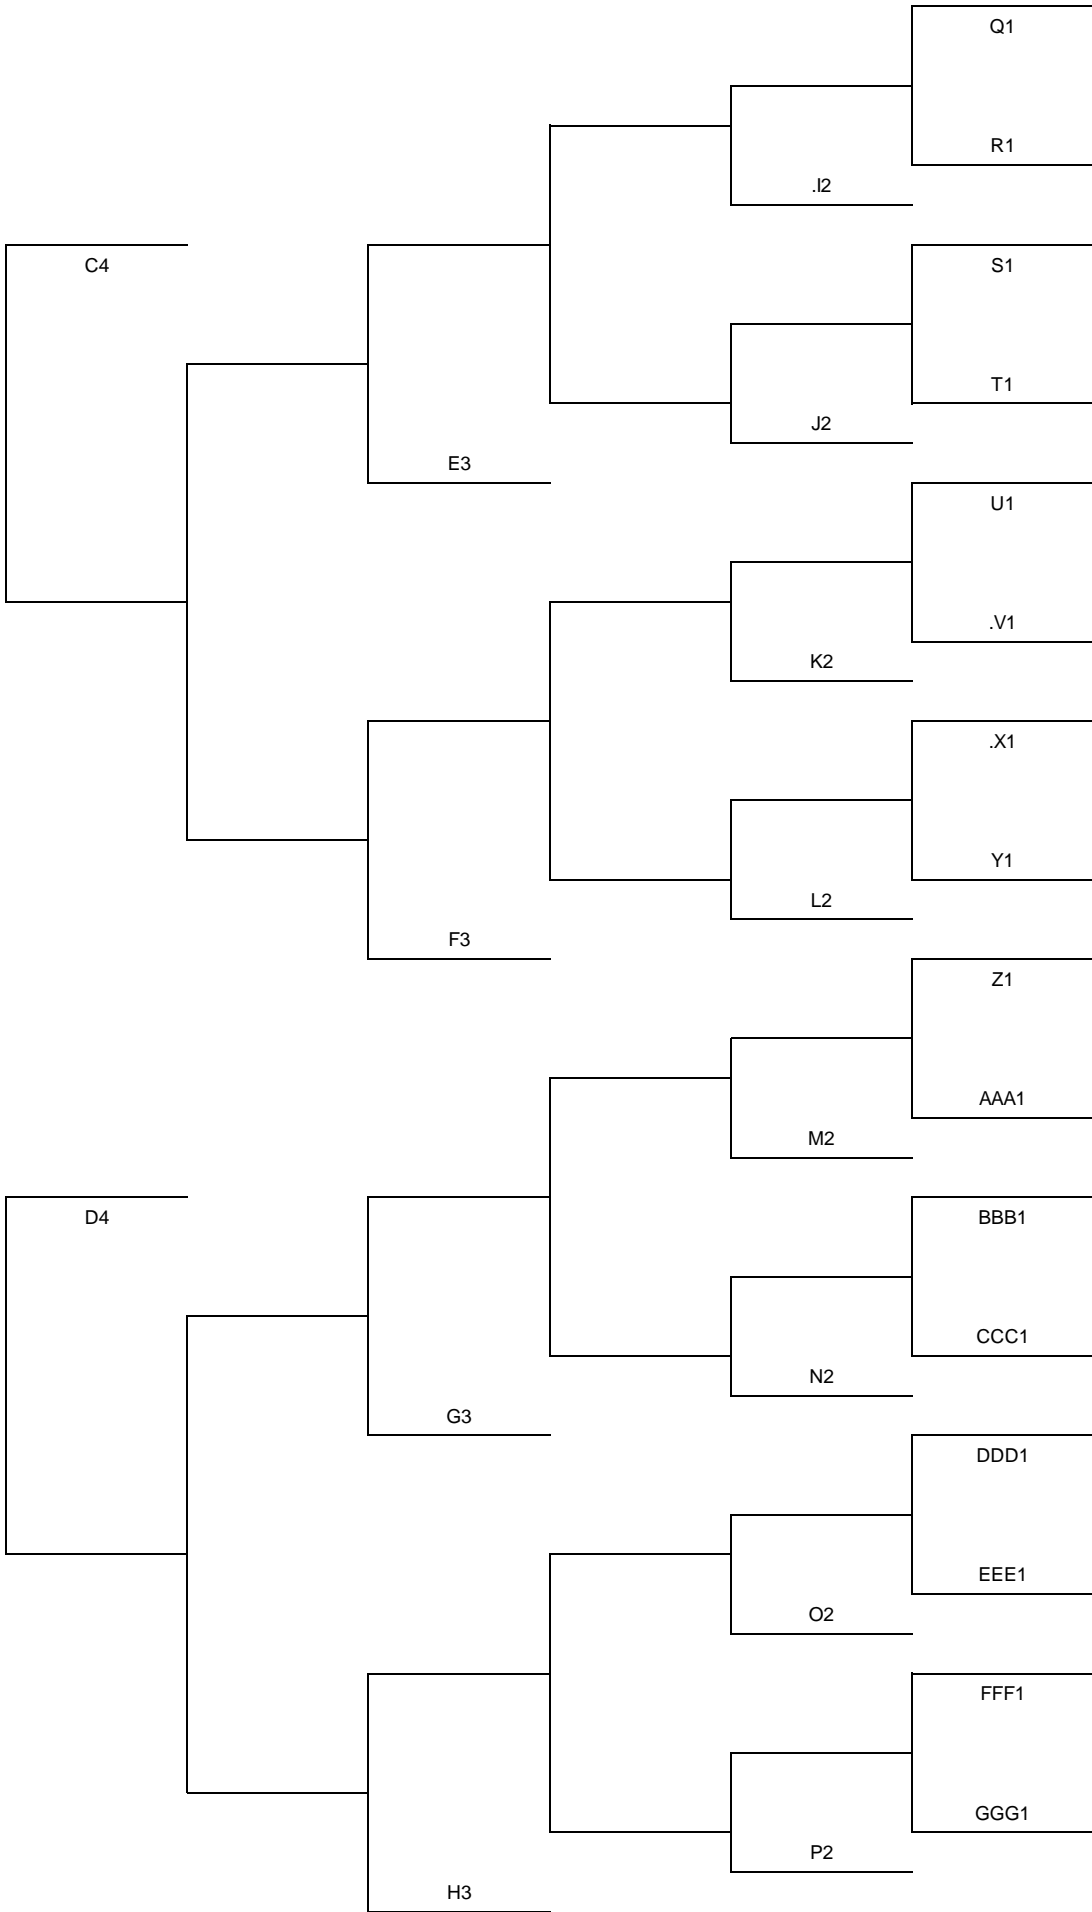 Q1
R1
.I2
C4
S1
T1
J2
E3
U1
.V1
K2
.X1
Y1
L2
F3
Z1
AAA1
M2
D4
BBB1
CCC1
N2
G3
DDD1
EEE1
O2
FFF1
GGG1
P2
H3